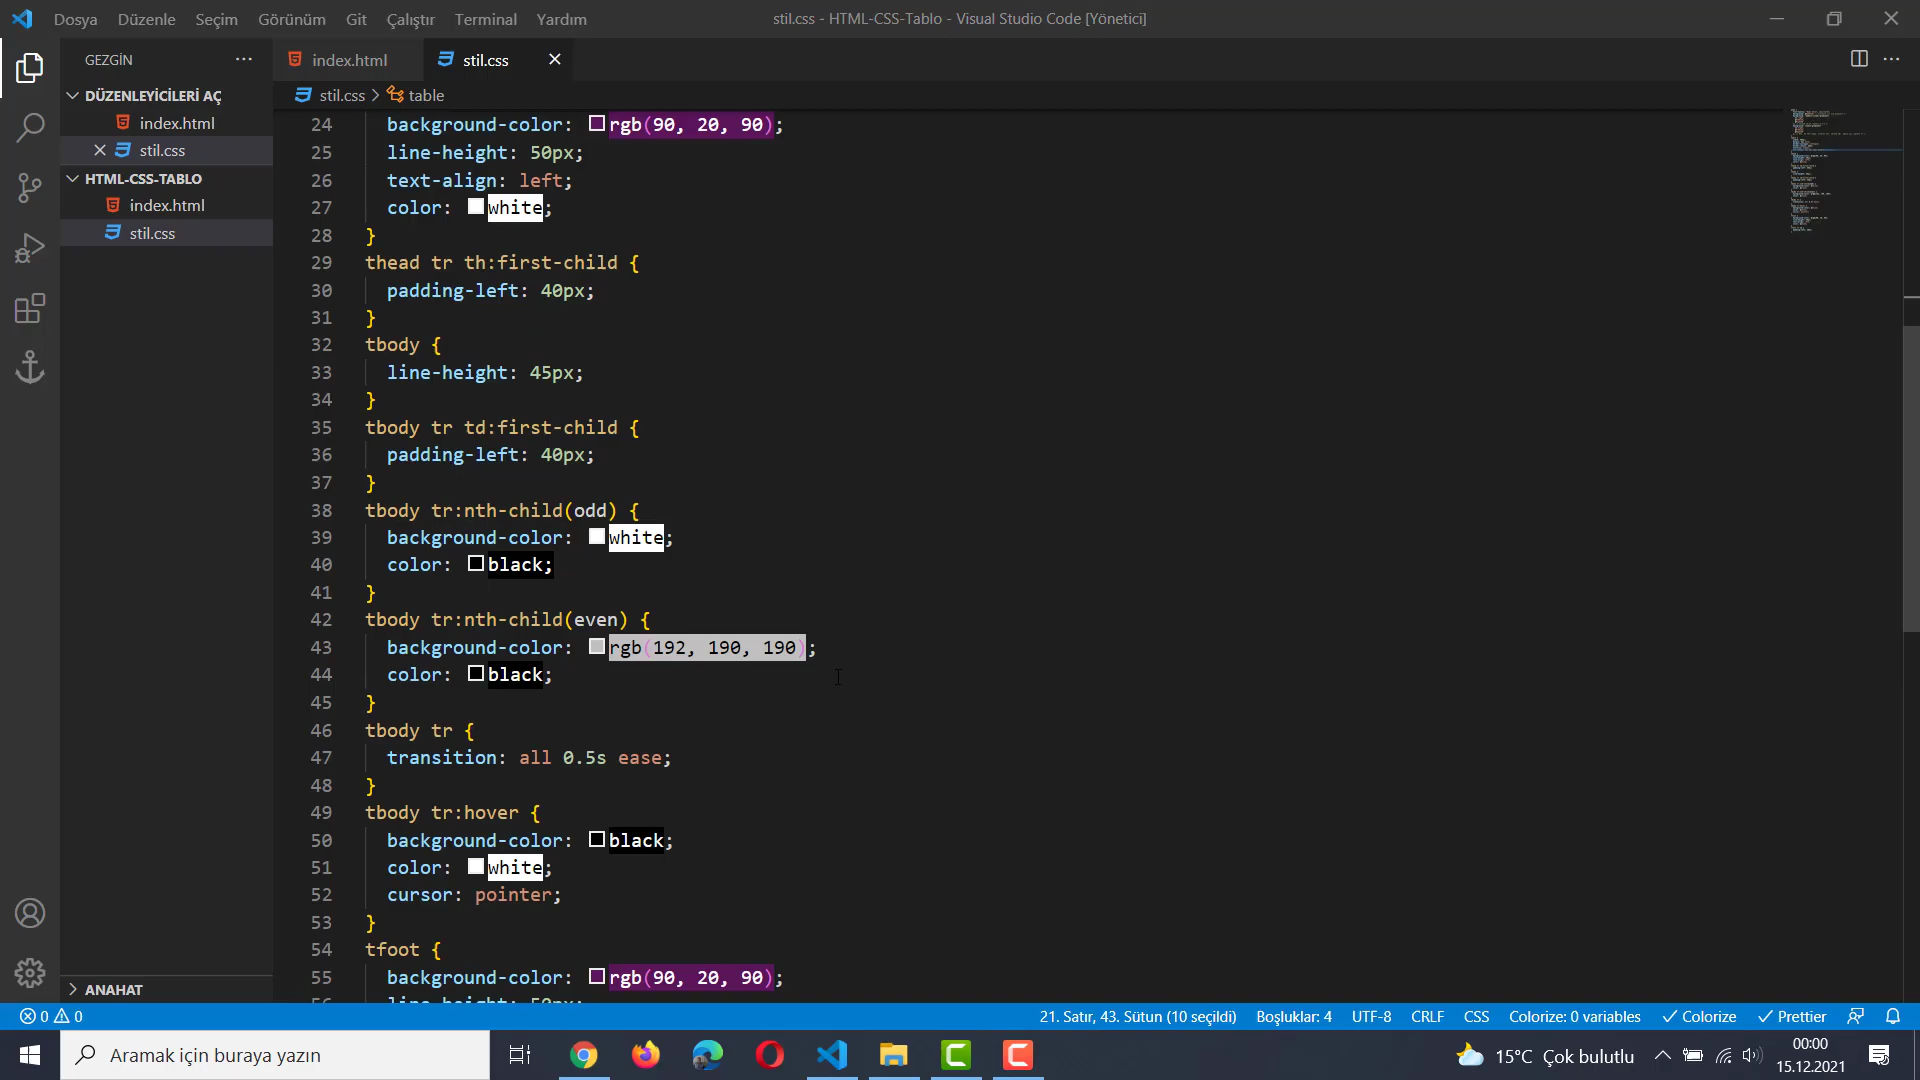 Dosya Düzenle Seçim Görünüm Git Çalıştır Terminal Yardım
stil.css - HTML-CSS-Tablo - Visual Studio Code [Yönetici]
GEZGİN
DÜZENLEYİCİLERİ AÇ
index.html
stil.css
HTML-CSS-TABLO
index.html
stil.css
ANAHAT
index.html
stil.css
stil.css > table
24 background-color: rgb(90, 20, 90);
25 line-height: 50px;
26 text-align: left;
27 color: white;
28 }
29 thead tr th:first-child {
30 padding-left: 40px;
31 }
32 tbody {
33 line-height: 45px;
34 }
35 tbody tr td:first-child {
36 padding-left: 40px;
37 }
38 tbody tr:nth-child(odd) {
39 background-color: white;
40 color: black;
41 }
42 tbody tr:nth-child(even) {
43 background-color: rgb(192, 190, 190);
44 color: black;
45 }
46 tbody tr {
47 transition: all 0.5s ease;
48 }
49 tbody tr:hover {
50 background-color: black;
51 color: white;
52 cursor: pointer;
53 }
54 tfoot {
55 background-color: rgb(90, 20, 90);
56 line-height: 50px;
0 0
21. Satır, 43. Sütun (10 seçildi) Boşluklar: 4 UTF-8 CRLF CSS Colorize: 0 variables Colorize Prettier
Aramak için buraya yazın
15°C Çok bulutlu
00:00
15.12.2021